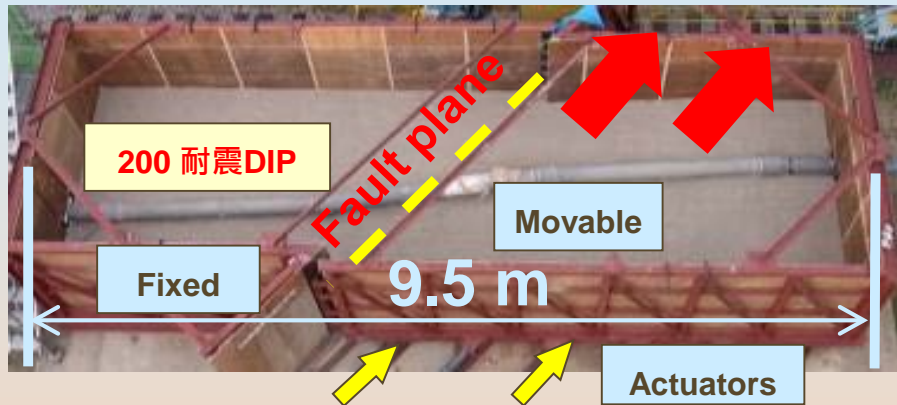 Fault plane
200 耐震DIP
Movable
Fixed
9.5 m
Actuators